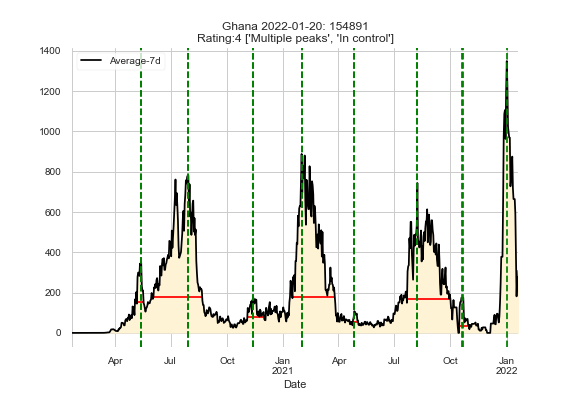 Ghana 2022-01-20: 154891
Rating:4 ['Multiple peaks', 'In control']
1400
Average-7d
1200
1000
800
600
400
200
0
Apr Jul Oct Jan Apr Jul Oct Jan
2021 2022
Date